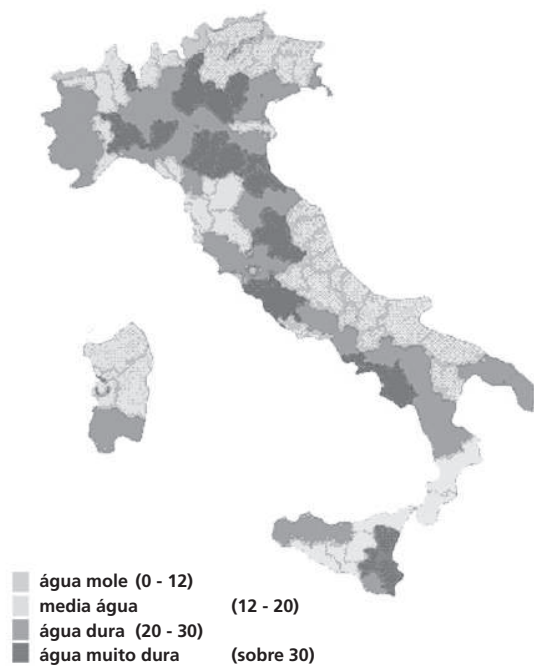 água mole (0 - 12)
media água (12 - 20)
água dura (20 - 30)
água muito dura (sobre 30)